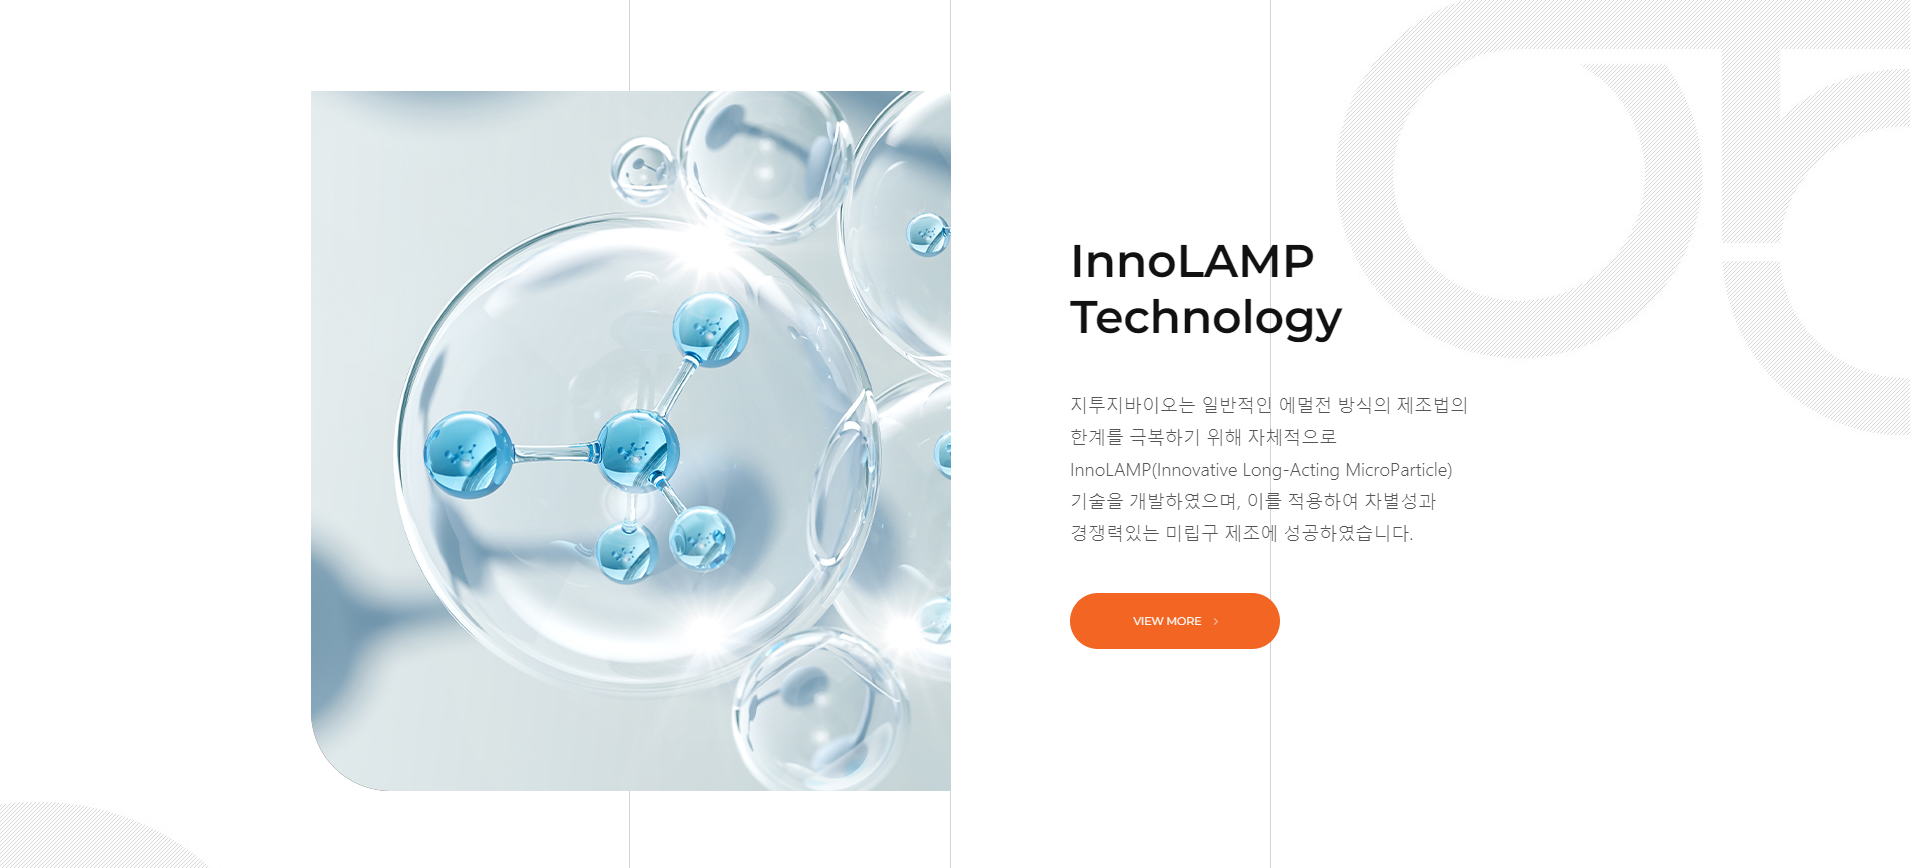 InnoLAMP
Technology
지투지바이오는 일반적인 에멀전 방식의 제조법의
한계를 극복하기 위해 자체적으로
InnoLAMP(Innovative Long-Acting MicroParticle)
기술을 개발하였으며, 이를 적용하여 차별성과
경쟁력있는 미립구 제조에 성공하였습니다.
VIEW MORE >